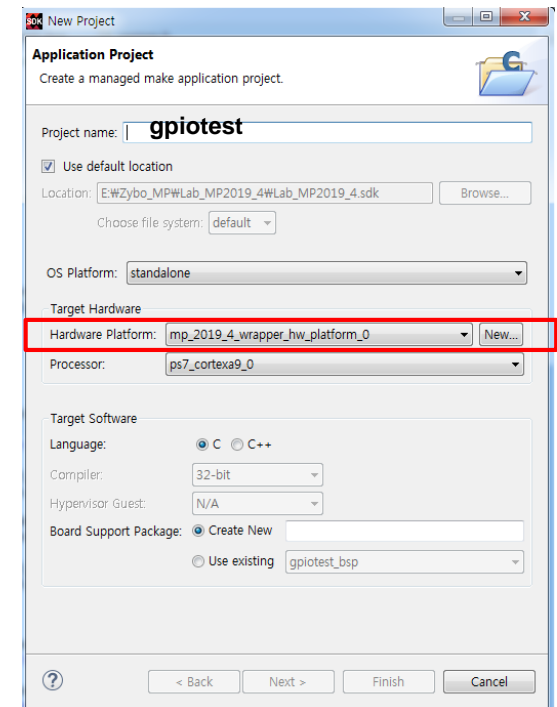 SDK New Project
Application Project
Create a managed make application project.
Project name: gpiotest
Use default location
Location: E:₩Zybo_MP₩Lab_MP2019_4₩Lab_MP2019_4.sdk Browse...
Choose file system: default
OS Platform: standalone
Target Hardware
Hardware Platform: mp_2019_4_wrapper_hw_platform_0 New...
Processor: ps7_cortexa9_0
Target Software
Language: C C++
Compiler: 32-bit
Hypervisor Guest: N/A
Board Support Package: Create New
Use existing gpiotest_bsp
? < Back Next > Finish Cancel